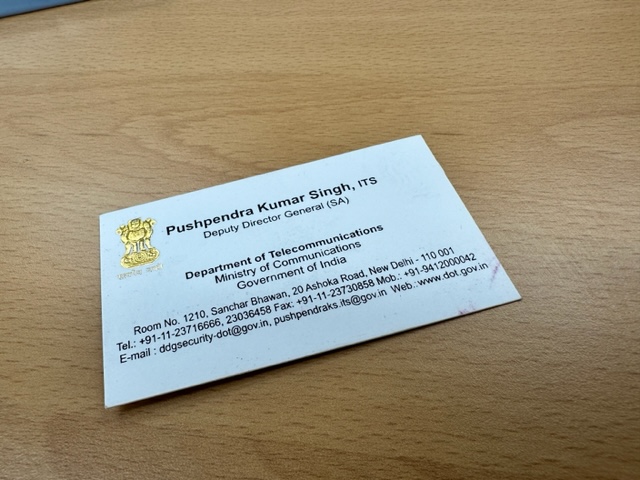 Pushpendra Kumar Singh, ITS
Deputy Director General (SA)
Department of Telecommunications
Ministry of Communications
Government of India
Room No. 1210, Sanchar Bhawan, 20 Ashoka Road, New Delhi - 110 001
Tel.: +91-11-23716666, 23036458 Fax: +91-11-23730858 Mob.: +91-9412000042
E-mail : ddgsecurity-dot@gov.in, pushpendraks.its@gov.in Web.: www.dot.gov.in